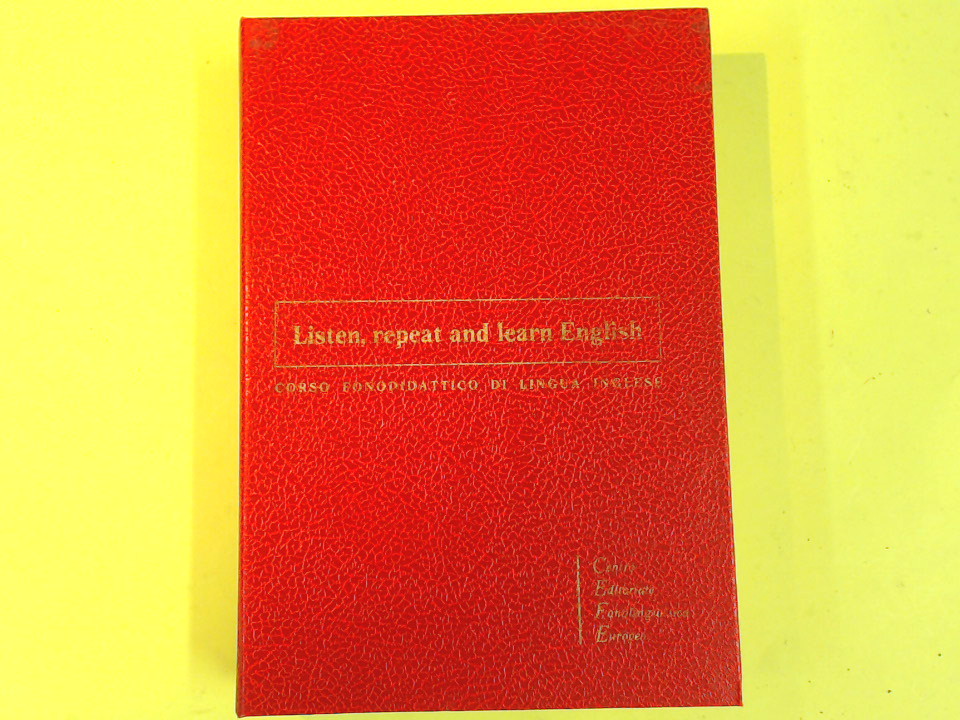 Listen, repeat and learn English
CORSO FONODIDATTICO DI LINGUA INGLESE
Centro
Editoriale
Europeo